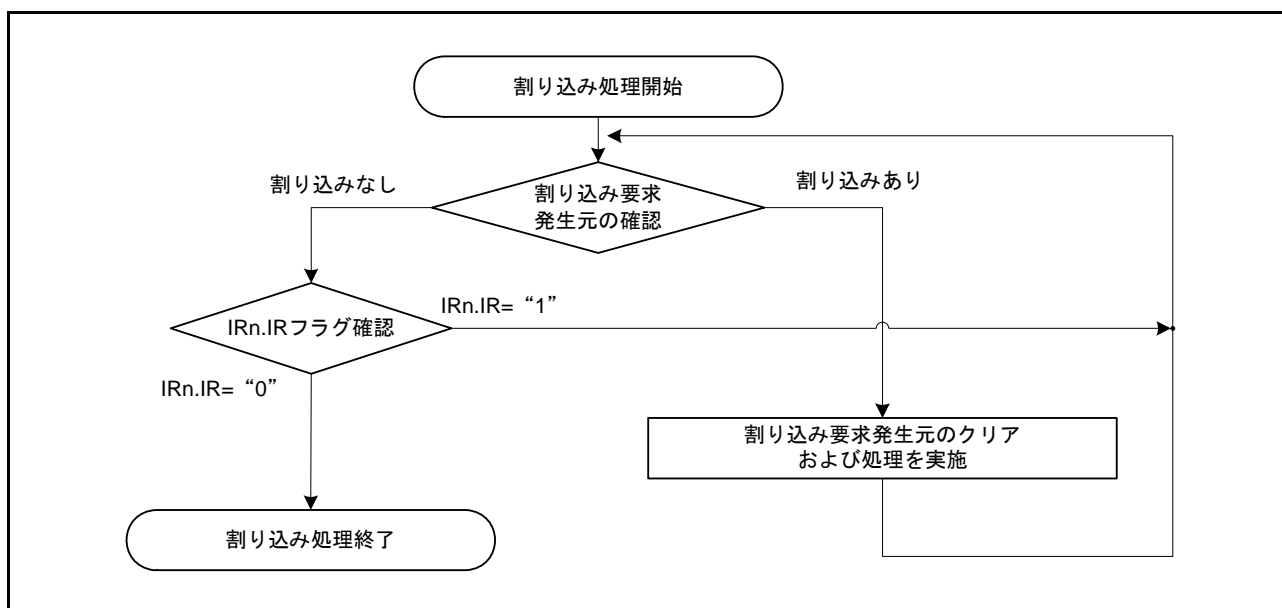 割り込み処理開始
割り込みなし
割り込みあり
割り込み要求
発生元の確認
IRn.IR= “1”
IRn.IRフラグ確認
IRn.IR= “0”
割り込み要求発生元のクリア
および処理を実施
割り込み処理終了